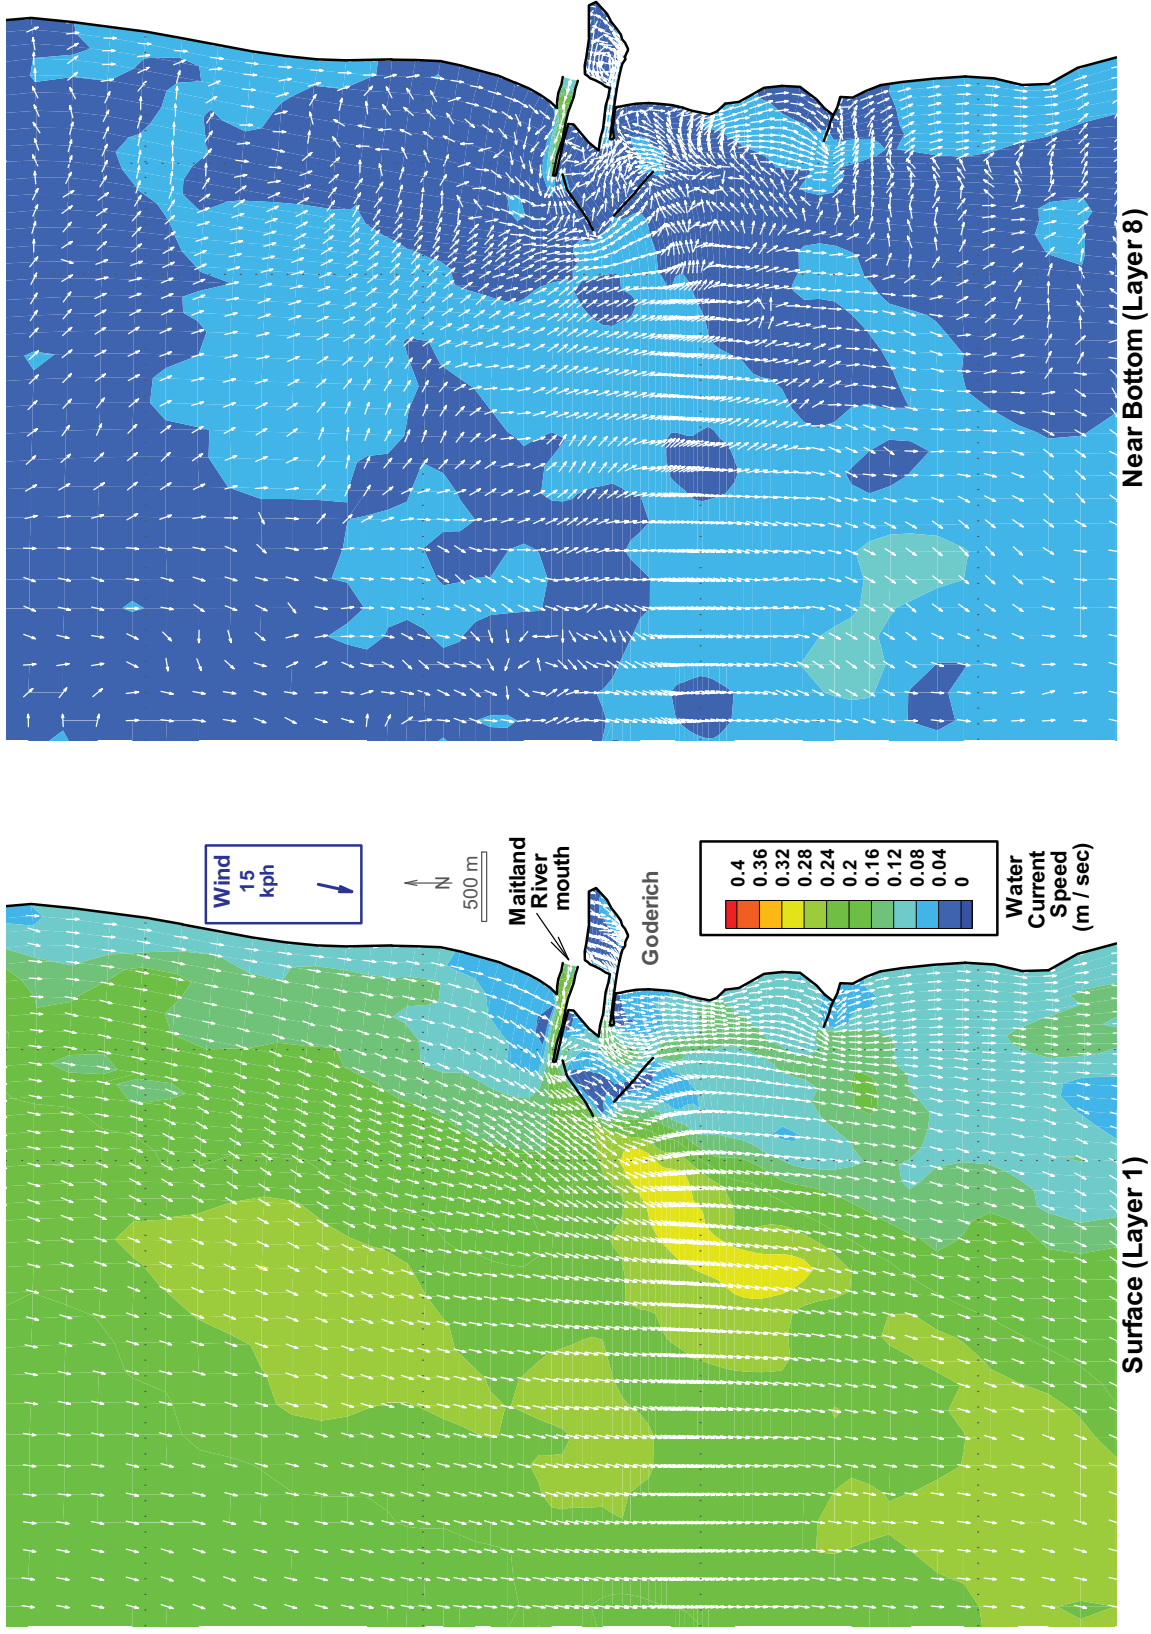 Near Bottom (Layer 8)
Wind
15
kph
N
500 m
Maitland
River
mouth
Goderich
0.4
0.36
0.32
0.28
0.24
0.2
0.16
0.12
0.08
0.04
0
Water
Current
Speed
(m / sec)
Surface (Layer 1)